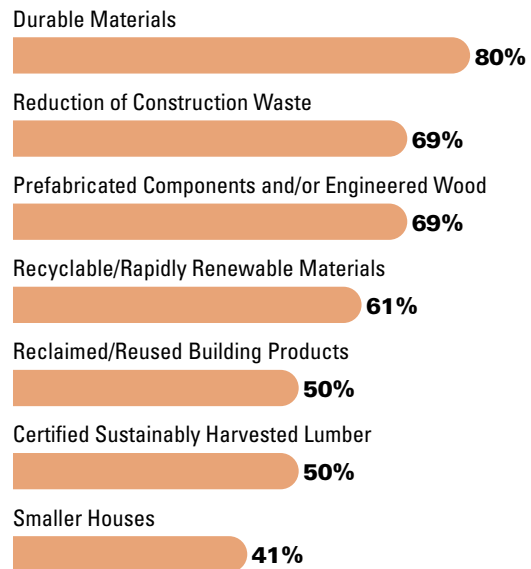 Durable Materials
80%
Reduction of Construction Waste
69%
Prefabricated Components and/or Engineered Wood
69%
Recyclable/Rapidly Renewable Materials
61%
Reclaimed/Reused Building Products
50%
Certified Sustainably Harvested Lumber
50%
Smaller Houses
41%